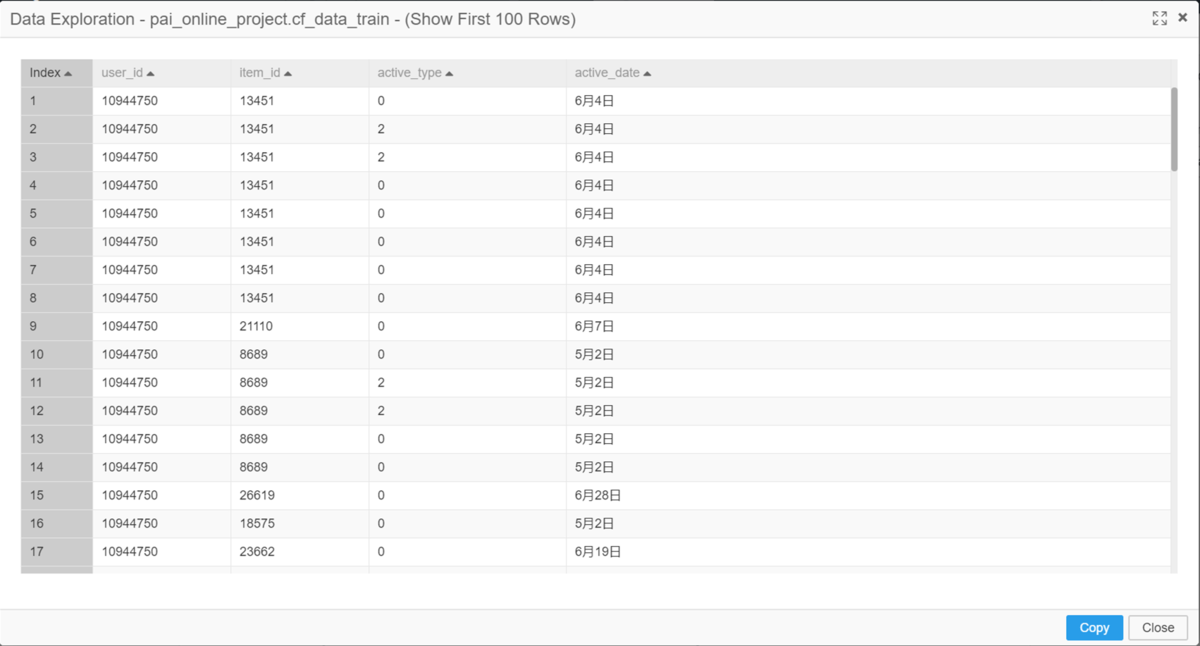 Data Exploration - pai_online_project.cf_data_train - (Show First 100 Rows)
Index user_id item_id active_type active_date
1 10944750 13451 0 6月4日
2 10944750 13451 2 6月4日
3 10944750 13451 2 6月4日
4 10944750 13451 0 6月4日
5 10944750 13451 0 6月4日
6 10944750 13451 0 6月4日
7 10944750 13451 0 6月4日
8 10944750 13451 0 6月4日
9 10944750 21110 0 6月7日
10 10944750 8689 0 5月2日
11 10944750 8689 2 5月2日
12 10944750 8689 2 5月2日
13 10944750 8689 0 5月2日
14 10944750 8689 0 5月2日
15 10944750 26619 0 6月28日
16 10944750 18575 0 5月2日
17 10944750 23662 0 6月19日
Copy Close